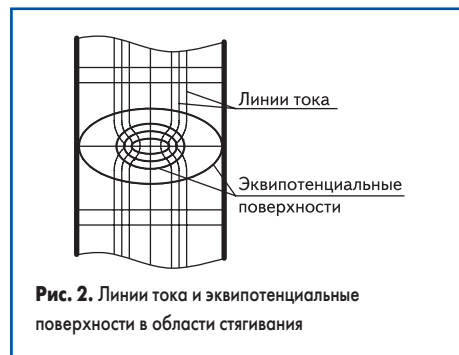 Линии тока
Эквипотенциальные
поверхности
Рис. 2. Линии тока и эквипотенциальные
поверхности в области стягивания